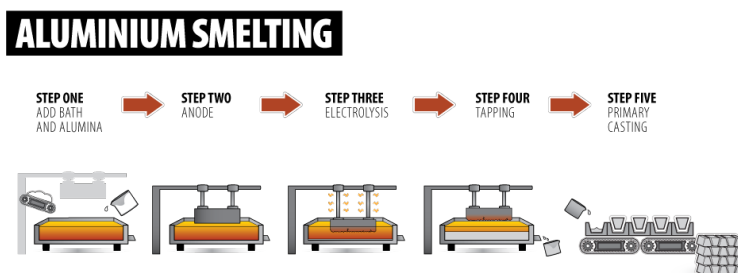 ALUMINIUM SMELTING
STEP ONE
ADD BATH
AND ALUMINA
STEP TWO
ANODE
STEP THREE
ELECTROLYSIS
STEP FOUR
TAPPING
STEP FIVE
PRIMARY
CASTING